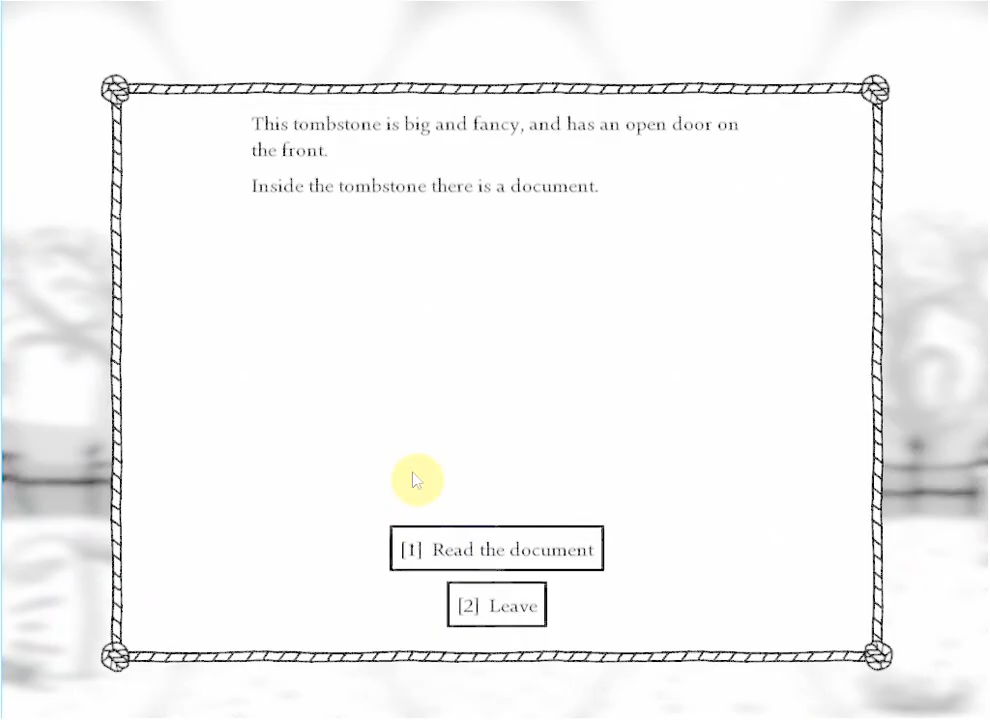 This tombstone is big and fancy, and has an open door on
the front.
Inside the tombstone there is a document.
[1] Read the document
[2] Leave